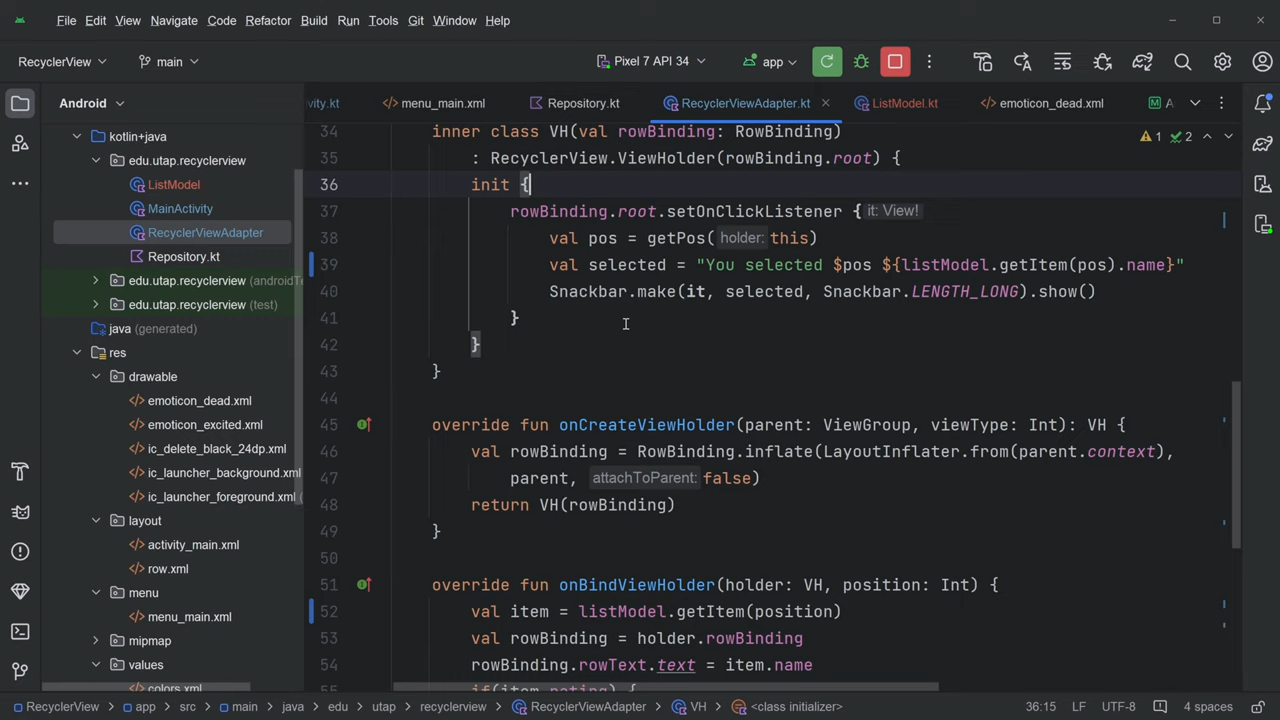 File Edit View Navigate Code Refactor Build Run Tools Git Window Help
RecyclerView main Pixel 7 API 34 app
Android
ivity.kt menu_main.xml Repository.kt RecyclerViewAdapter.kt ListModel.kt emoticon_dead.xml
kotlin+java
edu.utap.recyclerview
ListModel
MainActivity
RecyclerViewAdapter
Repository.kt
edu.utap.recyclerview (androidTe
edu.utap.recyclerview (test)
java (generated)
res
drawable
emoticon_dead.xml
emoticon_excited.xml
ic_delete_black_24dp.xml
ic_launcher_background.xml
ic_launcher_foreground.xml (
layout
activity_main.xml
row.xml
menu
menu_main.xml
mipmap
values
colors.xml
1 2
34 inner class VH(val rowBinding: RowBinding)
35 : RecyclerView.ViewHolder(rowBinding.root) {
36 init {
37 rowBinding.root.setOnClickListener { it: View!
38 val pos = getPos( holder: this)
39 val selected = "You selected $pos ${listModel.getItem(pos).name}"
40 Snackbar.make(it, selected, Snackbar.LENGTH_LONG).show()
41 }
42 }
43 }
44
45 override fun onCreateViewHolder(parent: ViewGroup, viewType: Int): VH {
46 val rowBinding = RowBinding.inflate(LayoutInflater.from(parent.context),
47 parent, attachToParent: false)
48 return VH(rowBinding)
49 }
50
51 override fun onBindViewHolder(holder: VH, position: Int) {
52 val item = listModel.getItem(position)
53 val rowBinding = holder.rowBinding
54 rowBinding.rowText.text = item.name
55 if(item.rating) {
RecyclerView app src main java edu utap recyclerview RecyclerViewAdapter VH <class initializer> 36:15 LF UTF-8 4 spaces